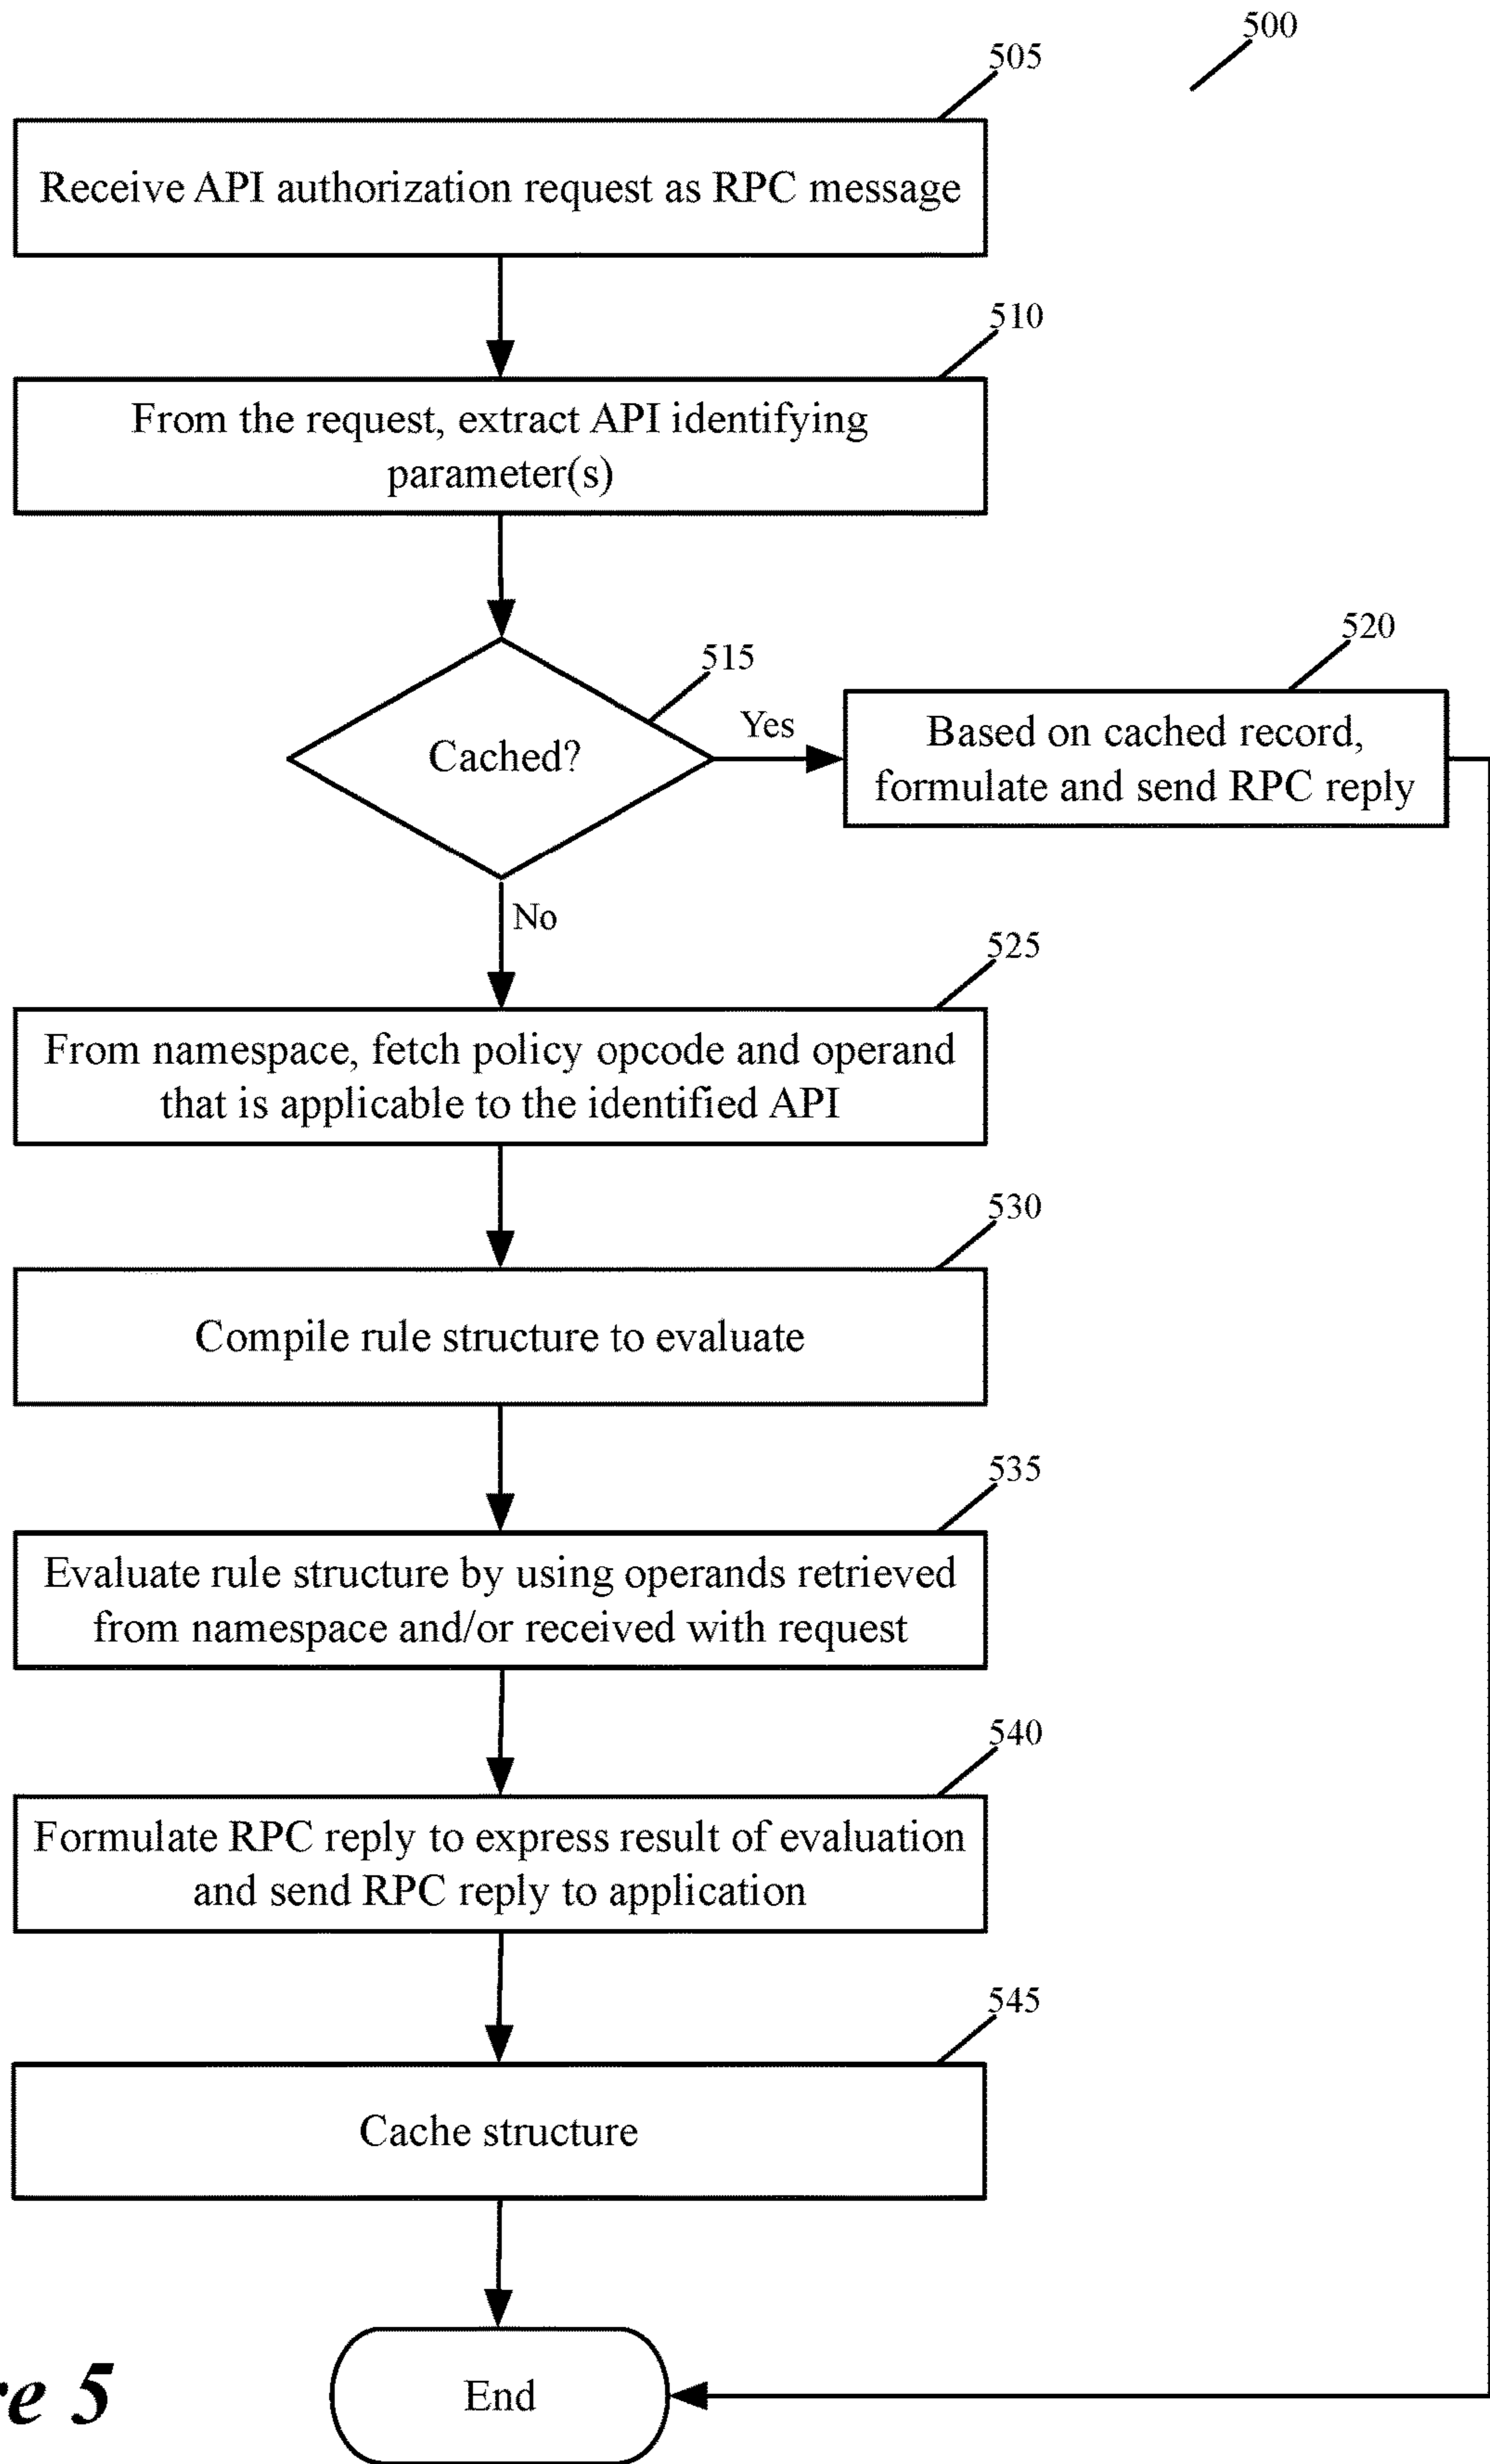 500
505
Receive API authorization request as RPC message
510
From the request, extract API identifying
parameter(s)
515
Cached?
Yes
520
Based on cached record,
formulate and send RPC reply
No
525
From namespace, fetch policy opcode and operand
that is applicable to the identified API
530
Compile rule structure to evaluate
535
Evaluate rule structure by using operands retrieved
from namespace and/or received with request
540
Formulate RPC reply to express result of evaluation
and send RPC reply to application
545
Cache structure
End
re 5